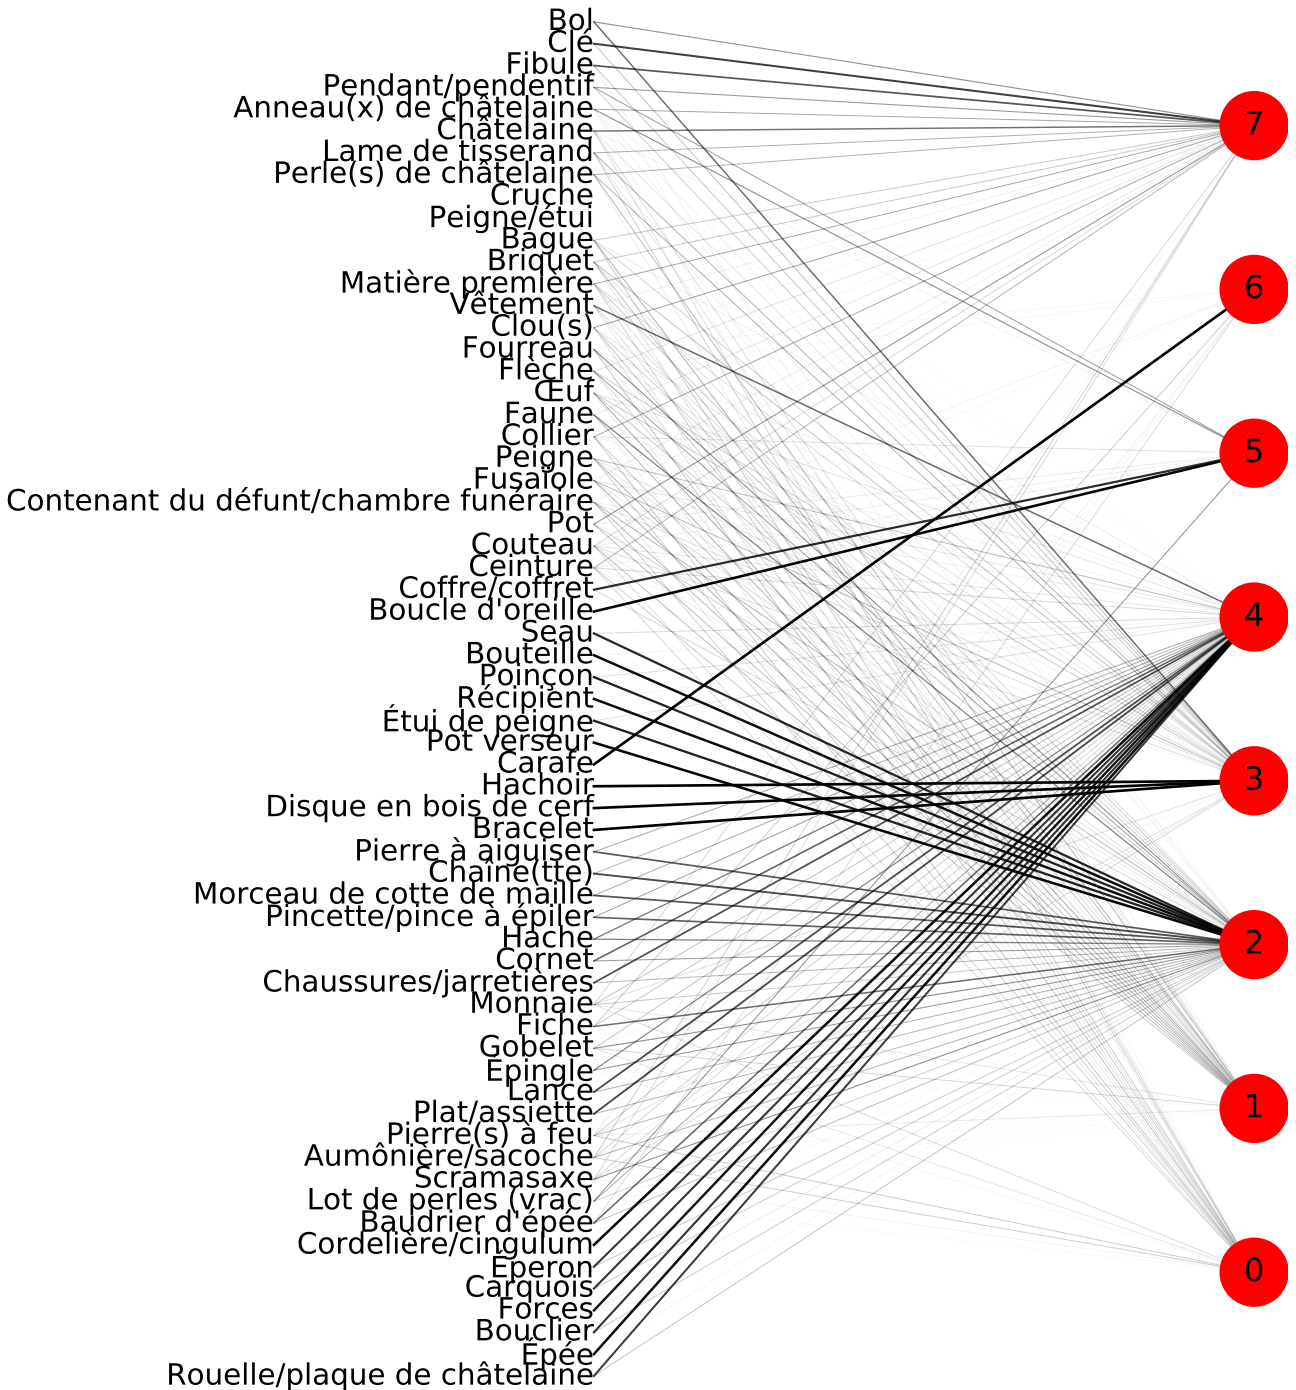 Bol
Clé
Fibule
Pendant/pendentif
Anneau(x) de châtelaine
Châtelaine
Lame de tisserand
Perle(s) de châtelaine
Cruche
Peigne/étui
Bague
Briquet
Matière première
Vêtement
Clou(s)
Fourreau
Flèche
Œuf
Faune
Collier
Peigne
Fusaïole
Contenant du défunt/chambre funéraire
Pot
Couteau
Ceinture
Coffre/coffret
Boucle d'oreille
Seau
Bouteille
Poinçon
Récipient
Étui de peigne
Pot verseur
Carafe
Hachoir
Disque en bois de cerf
Bracelet
Pierre à aiguiser
Chaîne(tte)
Morceau de cotte de maille
Pincette/pince à épiler
Hache
Cornet
Chaussures/jarretières
Monnaie
Fiche
Gobelet
Épingle
Lance
Plat/assiette
Pierre(s) à feu
Aumônière/sacoche
Scramasaxe
Lot de perles (vrac)
Baudrier d'épée
Cordelière/cingulum
Éperon
Carquois
Forces
Bouclier
Épée
Rouelle/plaque de châtelaine
7
6
5
4
3
2
1
0